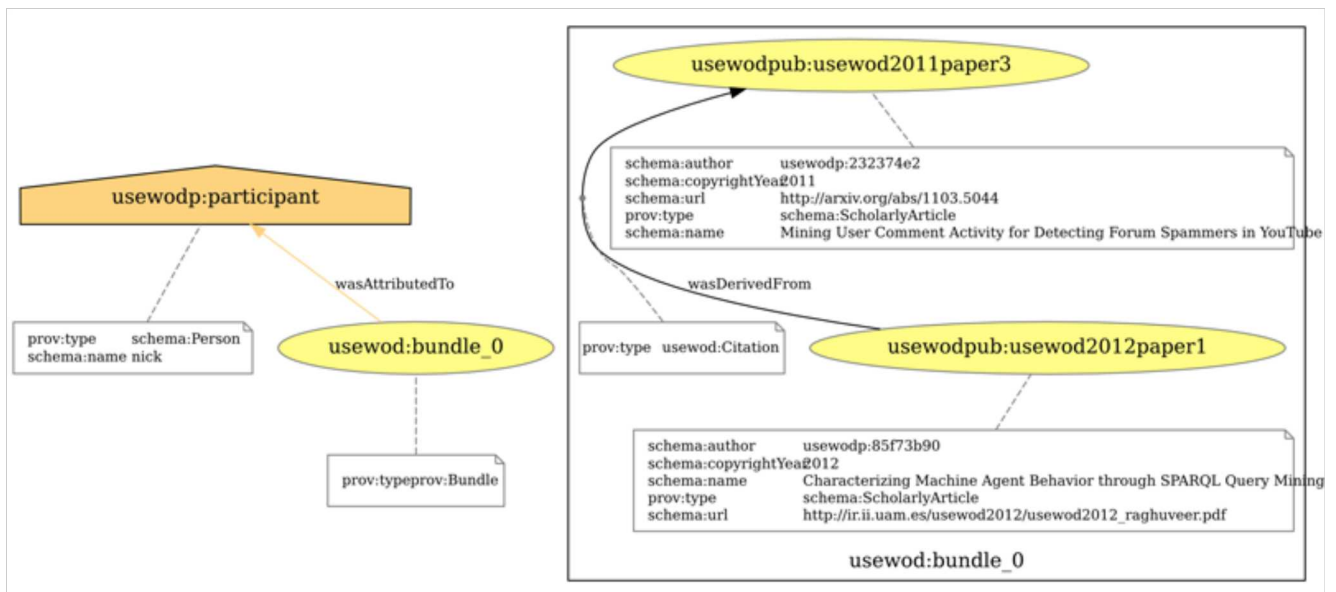 usewodp:participant
wasAttributedTo
prov:type schema:Person
schema:name nick
usewod:bundle_0
prov:typeprov:Bundle
usewodpub:usewod2011paper3
schema:author usewodp:232374e2
schema:copyrightYear2011
schema:url http://arxiv.org/abs/1103.5044
prov:type schema:ScholarlyArticle
schema:name Mining User Comment Activity for Detecting Forum Spammers in YouTube
wasDerivedFrom
prov:type usewod:Citation
usewodpub:usewod2012paper1
schema:author usewodp:85f73b90
schema:copyrightYear2012
schema:name Characterizing Machine Agent Behavior through SPARQL Query Mining
prov:type schema:ScholarlyArticle
schema:url http://ir.ii.uam.es/usewod2012/usewod2012_raghuveer.pdf
usewod:bundle_0